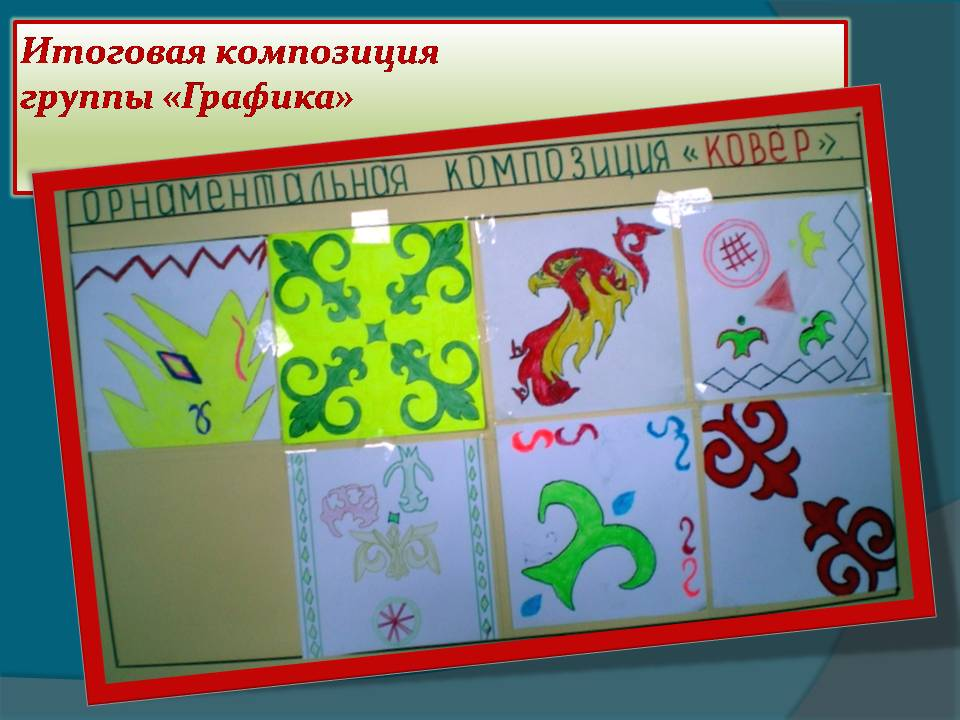 Итоговая композиция
группы «Графика»
ОРНАМЕНТАЛЬНАЯ КОМПОЗИЦИЯ «КОВЁР».